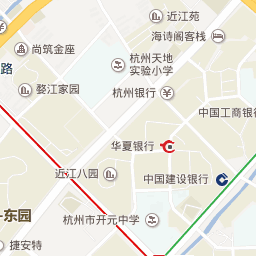 近江苑
海诗阁客栈
尚筑金座
杭州天地
实验小学
路
婺江家园
杭州银行
中国工商银
华夏银行
近江八园
中国建设银行
东园
杭州市开元中学
捷安特